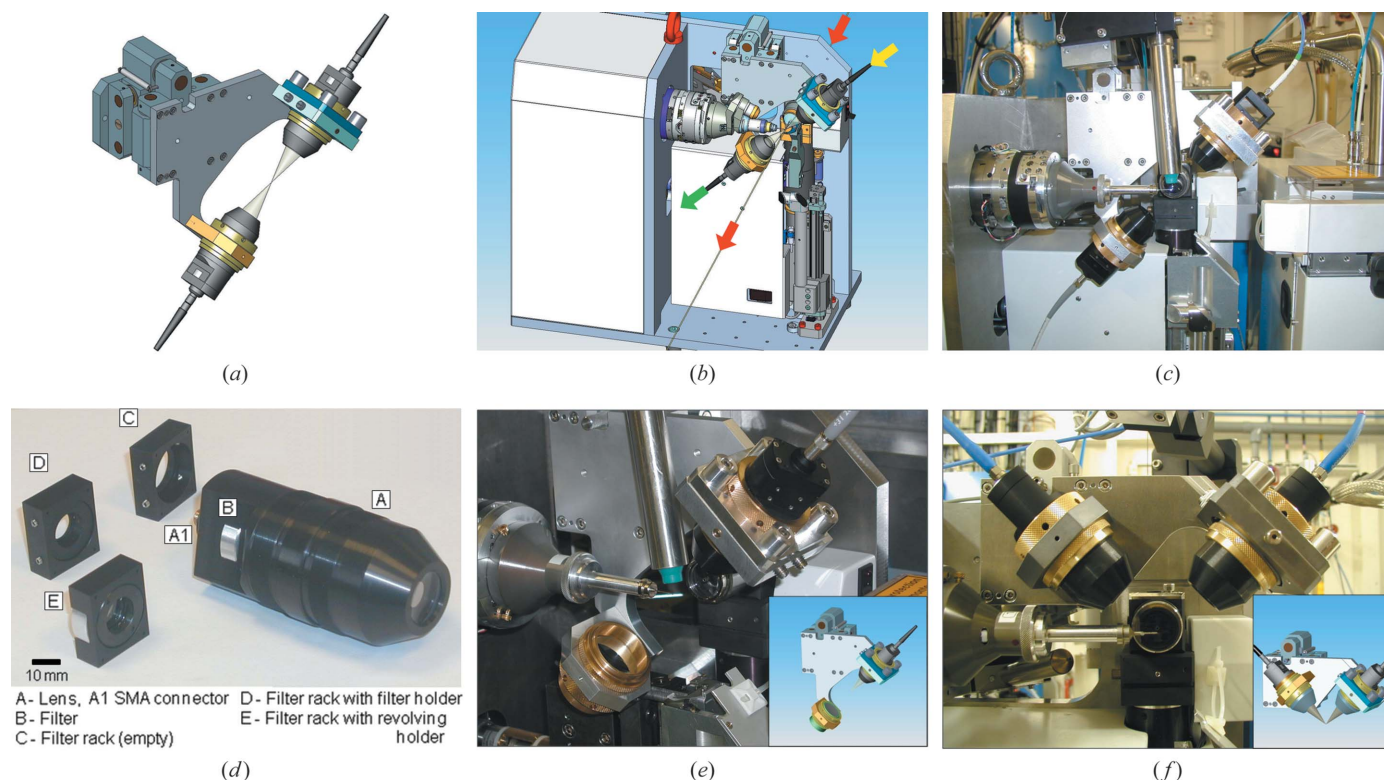 (a)
(b)
(c)
C
D
A
B
A1
E
10 mm
A- Lens, A1 SMA connector
B - Filter
C - Filter rack (empty)
D - Filter rack with filter holder
E - Filter rack with revolving
holder
(d)
(e)
(f)